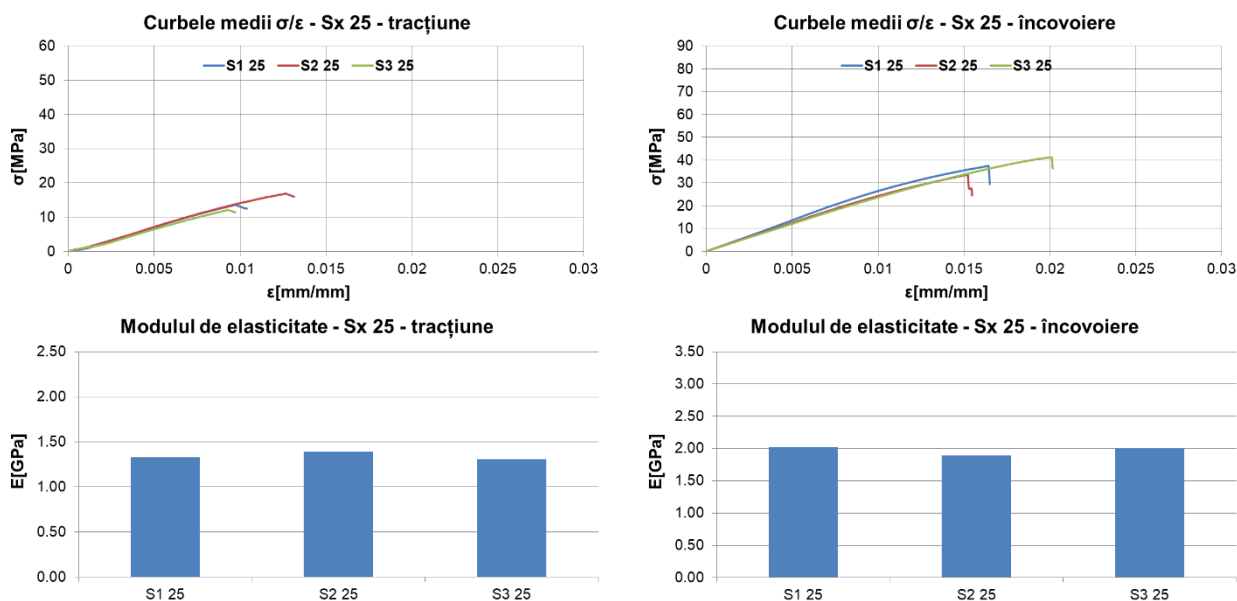 Curbele medii σ/ε - Sx 25 - tracțiune
60
50
40
30
20
10
0
σ[MPa]
S1 25 S2 25 S3 25
0 0.005 0.01 0.015 0.02 0.025 0.03
ε[mm/mm]
Curbele medii σ/ε - Sx 25 - încovoiere
90
80
70
60
50
40
30
20
10
0
σ[MPa]
S1 25 S2 25 S3 25
0 0.005 0.01 0.015 0.02 0.025 0.03
ε[mm/mm]
Modulul de elasticitate - Sx 25 - tracțiune
2.50
2.00
1.50
1.00
0.50
0.00
E[GPa]
S1 25 S2 25 S3 25
Modulul de elasticitate - Sx 25 - încovoiere
3.50
3.00
2.50
2.00
1.50
1.00
0.50
0.00
E[GPa]
S1 25 S2 25 S3 25